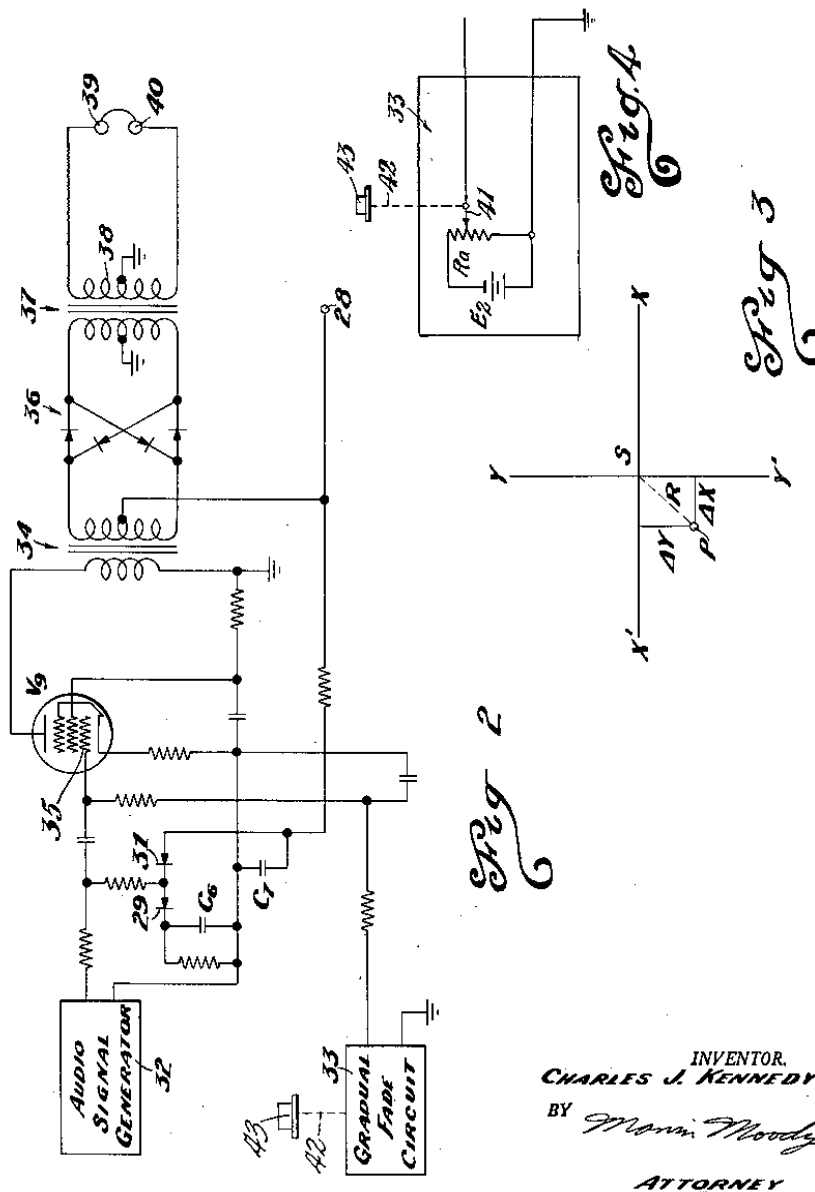 AUDIO
SIGNAL
GENERATOR
32
43
42
33
GRADUAL
FADE
CIRCUIT
29
31
C6
C7
35
V9
34
36
37
38
39
40
28
Fig 2
43
42
33
41
Ra
E2
Fig. 4
Y
X'
S
X
ΔY
R
P
ΔX
Y'
Fig 3
INVENTOR.
CHARLES J. KENNEDY
BY
Moody
ATTORNEY